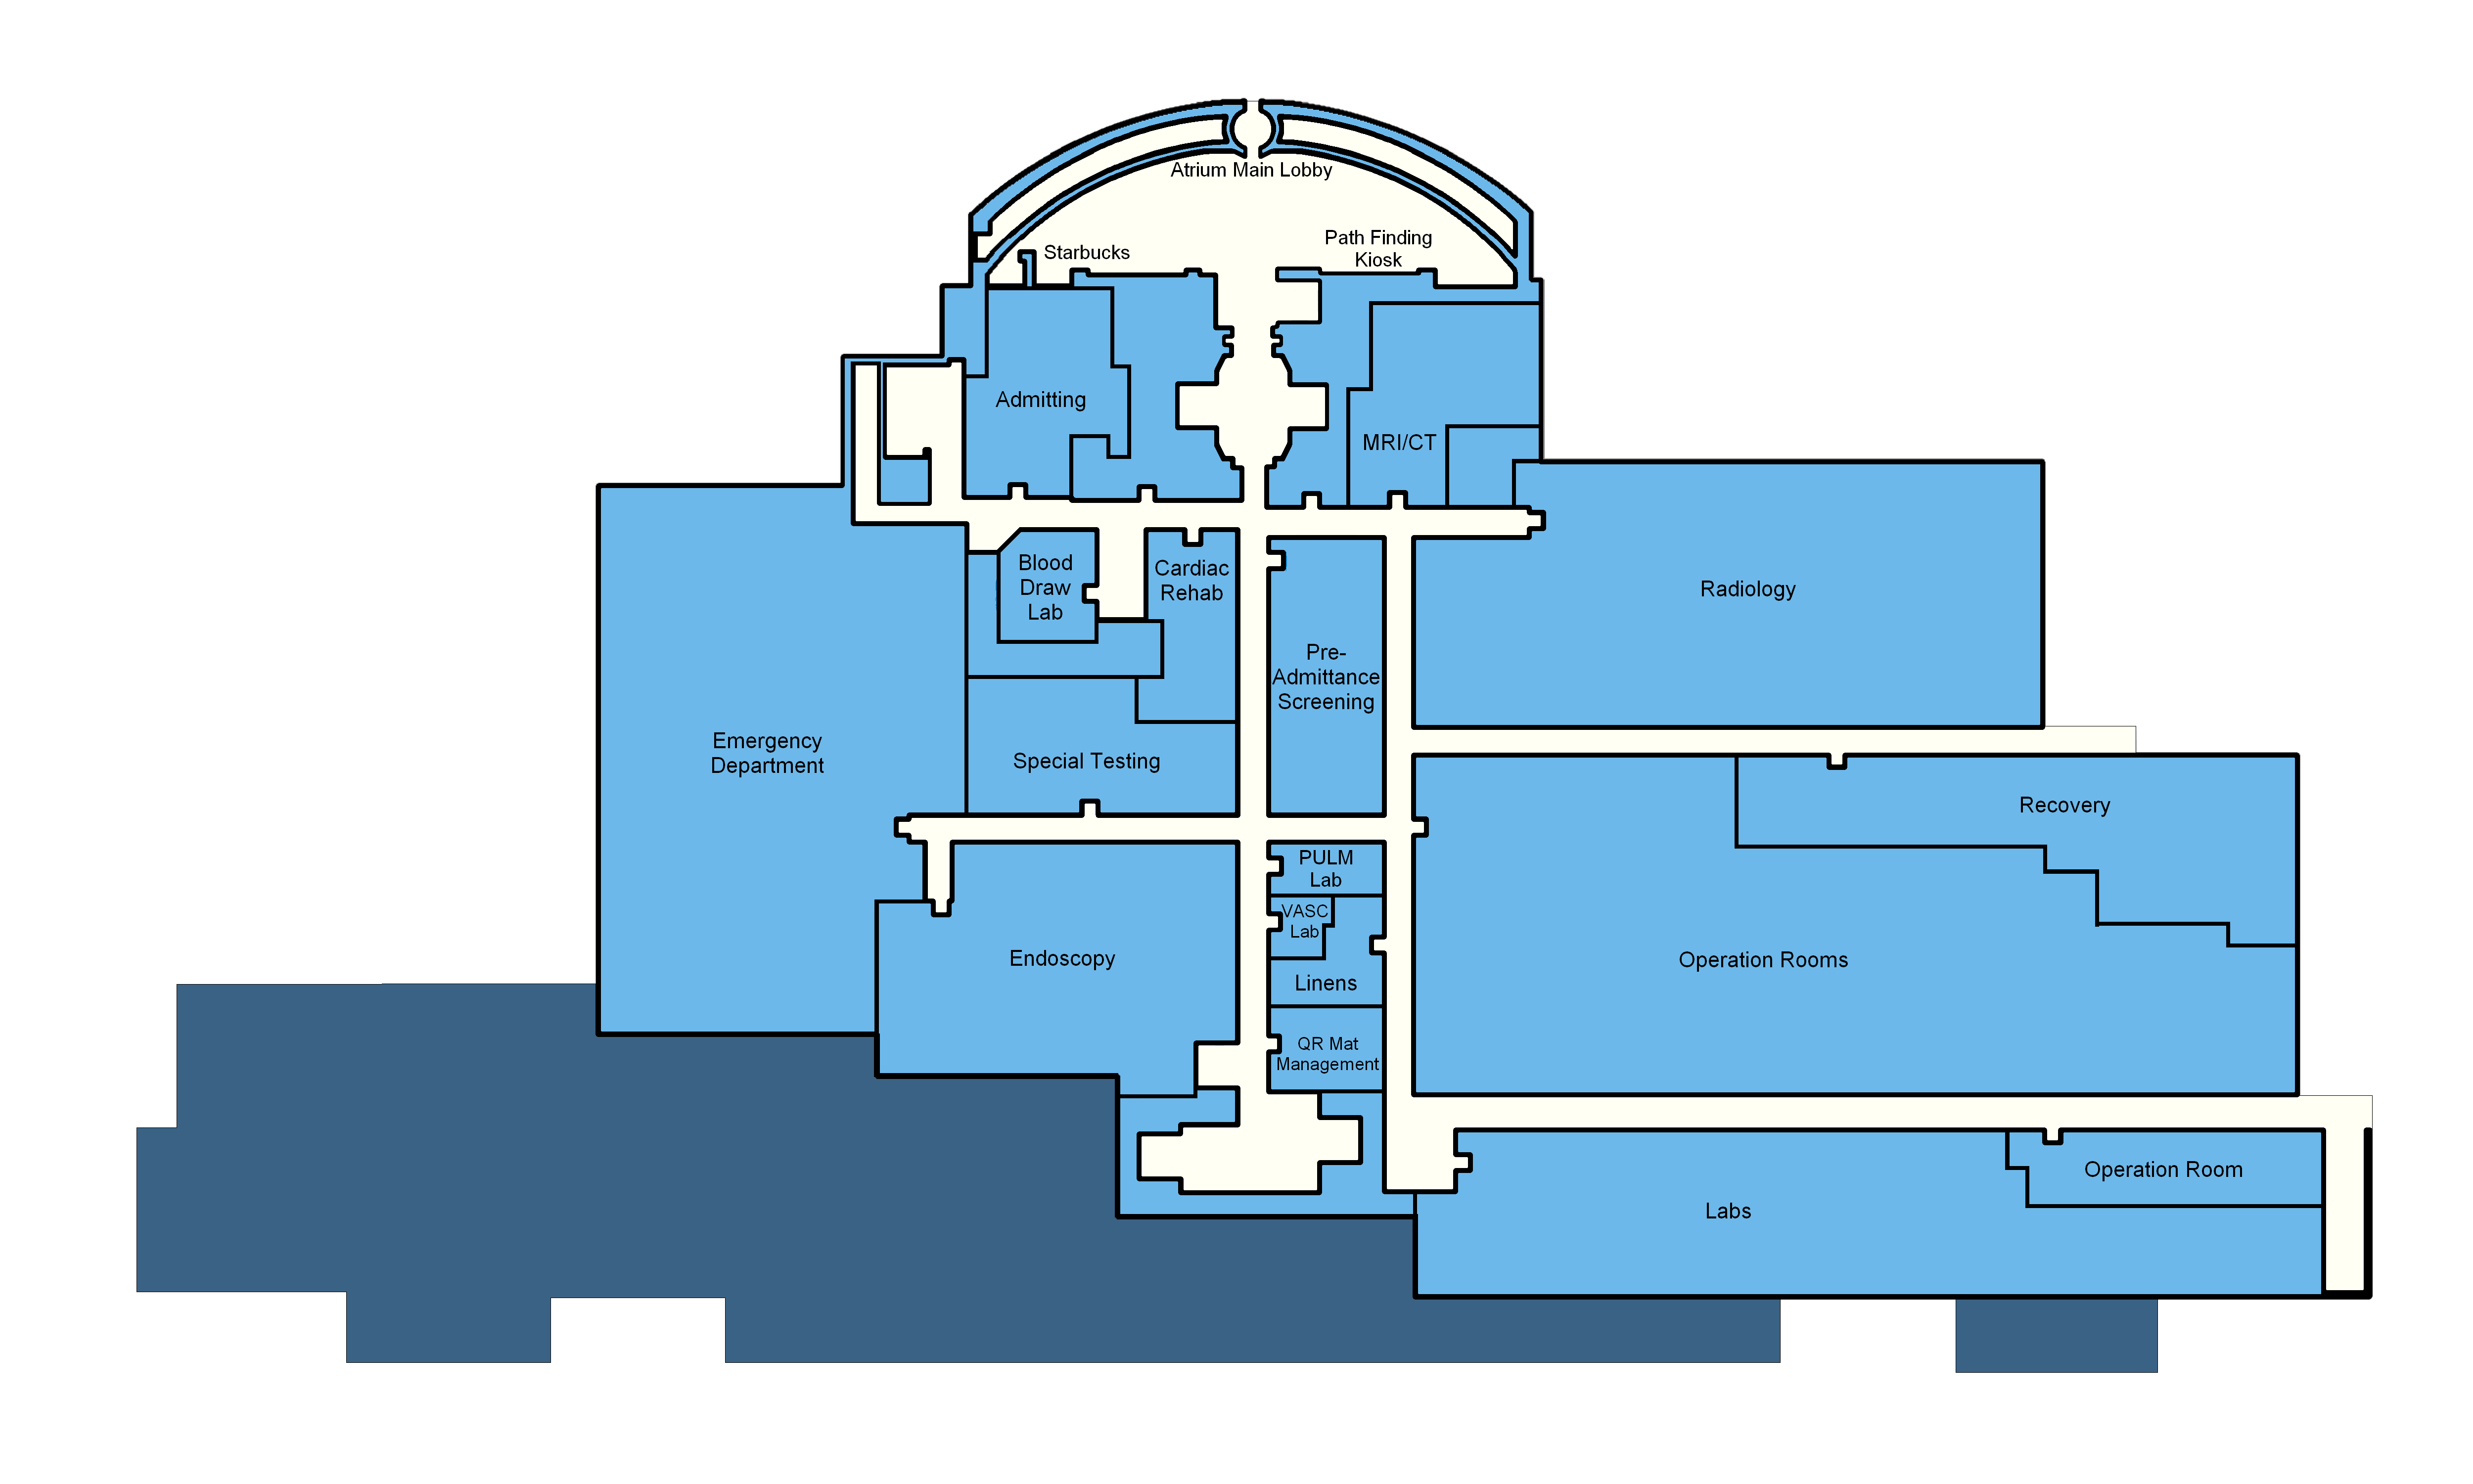 Atrium Main Lobby
Starbucks
Path Finding
Kiosk
Admitting
MRI/CT
Blood
Draw
Lab
Cardiac
Rehab
Radiology
Pre-
Admittance
Screening
Emergency
Department
Special Testing
Recovery
PULM
Lab
VASC
Lab
Endoscopy
Operation Rooms
Linens
QR Mat
Management
Operation Room
Labs